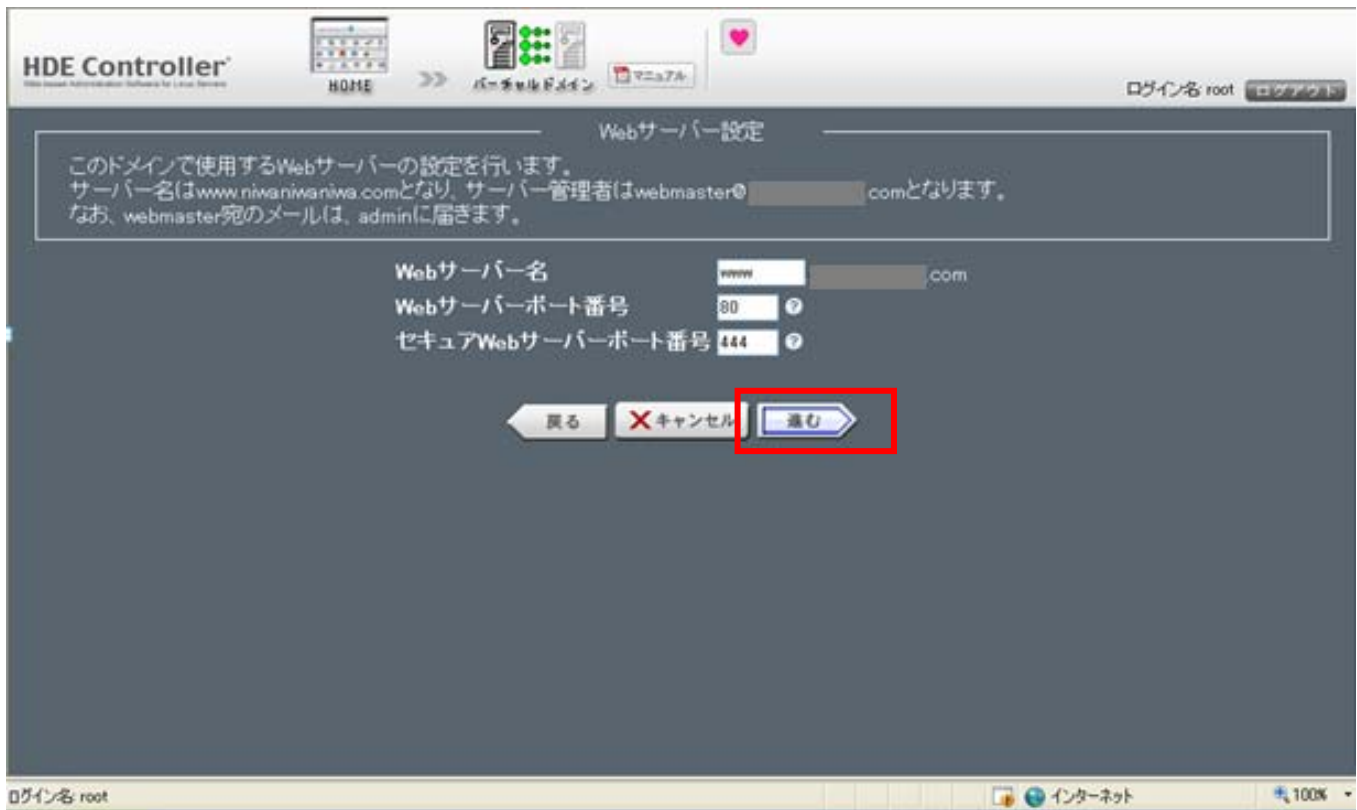 HDE Controller
HOME
バーチャルドメイン
マニュアル
ログイン名: root ログアウト
Webサーバー設定
このドメインで使用するWebサーバーの設定を行います。
サーバー名はwww.niwaniwaniwa.comとなり、サーバー管理者はwebmaster@ comとなります。
なお、webmaster宛のメールは、adminに届きます。
Webサーバー名 www .com
Webサーバーポート番号 80
セキュアWebサーバーポート番号 444
戻る キャンセル 進む
ログイン名: root インターネット 100%